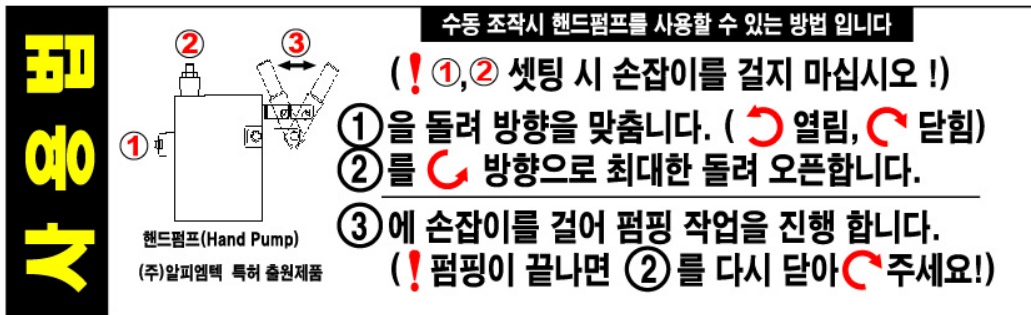 사용법
② ③
①
핸드펌프(Hand Pump)
(주)알피엠텍 특허 출원제품
수동 조작시 핸드펌프를 사용할 수 있는 방법 입니다
(! ①,② 셋팅 시 손잡이를 걸지 마십시오 !)
①을 돌려 방향을 맞춤니다. ( 열림, 닫힘)
②를 방향으로 최대한 돌려 오픈합니다.
③에 손잡이를 걸어 펌핑 작업을 진행 합니다.
(! 펌핑이 끝나면 ②를 다시 닫아 주세요!)